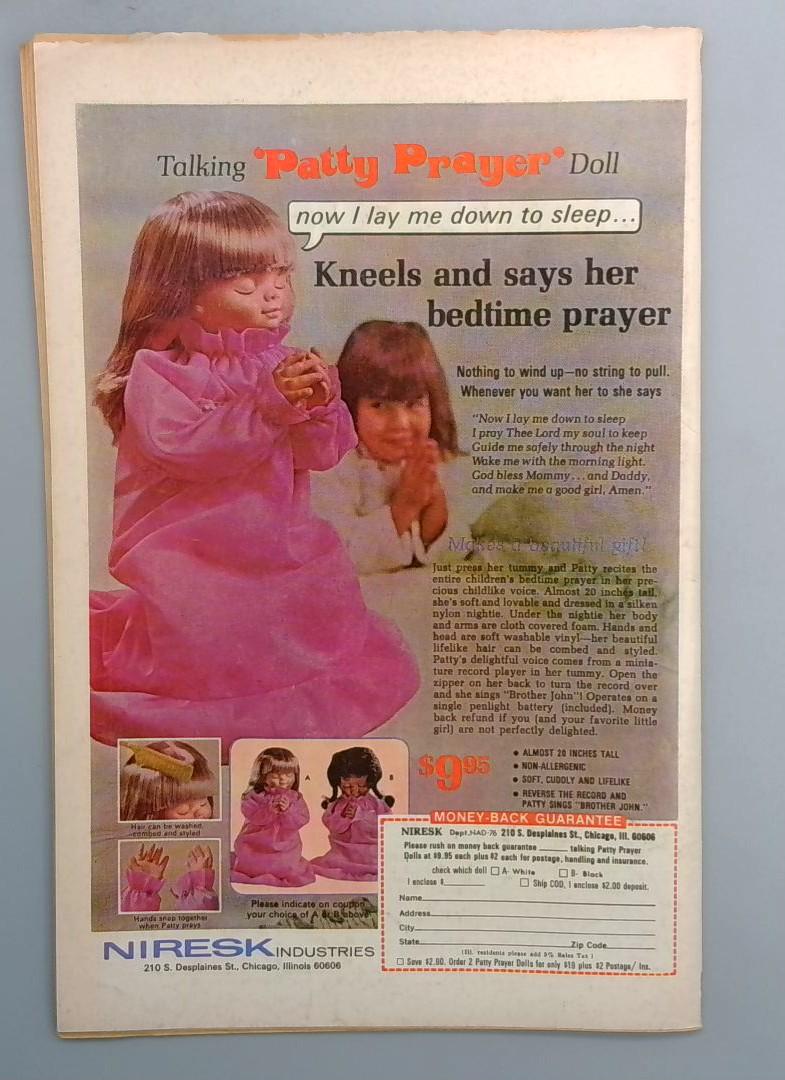 Talking 'Patty Prayer' Doll
now I lay me down to sleep...
Kneels and says her
bedtime prayer
Nothing to wind up—no string to pull.
Whenever you want her to she says
"Now I lay me down to sleep
I pray Thee Lord my soul to keep
Guide me safely through the night
Wake me with the morning light.
God bless Mommy... and Daddy,
and make me a good girl, Amen."
Makes a beautiful gift!
Just press her tummy and Patty recites the
entire children's bedtime prayer in her pre-
cious childlike voice. Almost 20 inches tall,
she's soft and lovable and dressed in a silken
nylon nightie. Under the nightie her body
and arms are cloth covered foam. Hands and
head are soft washable vinyl—her beautiful
lifelike hair can be combed and styled.
Patty's delightful voice comes from a minia-
ture record player in her tummy. Open the
zipper on her back to turn the record over
and she sings "Brother John"! Operates on a
single penlight battery (included). Money
back refund if you (and your favorite little
girl) are not perfectly delighted.
$9.95
• ALMOST 20 INCHES TALL
• NON-ALLERGENIC
• SOFT, CUDDLY AND LIFELIKE
• REVERSE THE RECORD AND
PATTY SINGS "BROTHER JOHN."
A
B
Hair can be washed,
combed and styled
Hands snap together
when Patty prays
Please indicate on coupon
your choice of A or B above
NIRESK INDUSTRIES
210 S. Desplaines St., Chicago, Illinois 60606
MONEY-BACK GUARANTEE
NIRESK Dept. NAD-76 210 S. Desplaines St., Chicago, Ill. 60606
Please rush on money back guarantee ______ talking Patty Prayer
Dolls at $9.95 each plus $2 each for postage, handling and insurance.
check which doll □ A- White □ B- Black
I enclose $______ □ Ship COD, I enclose $2.00 deposit.
Name
Address
City
State Zip Code
(Ill. residents please add 5% Sales Tax)
□ Save $2.90. Order 2 Patty Prayer Dolls for only $19 plus $2 Postage/ Ins.